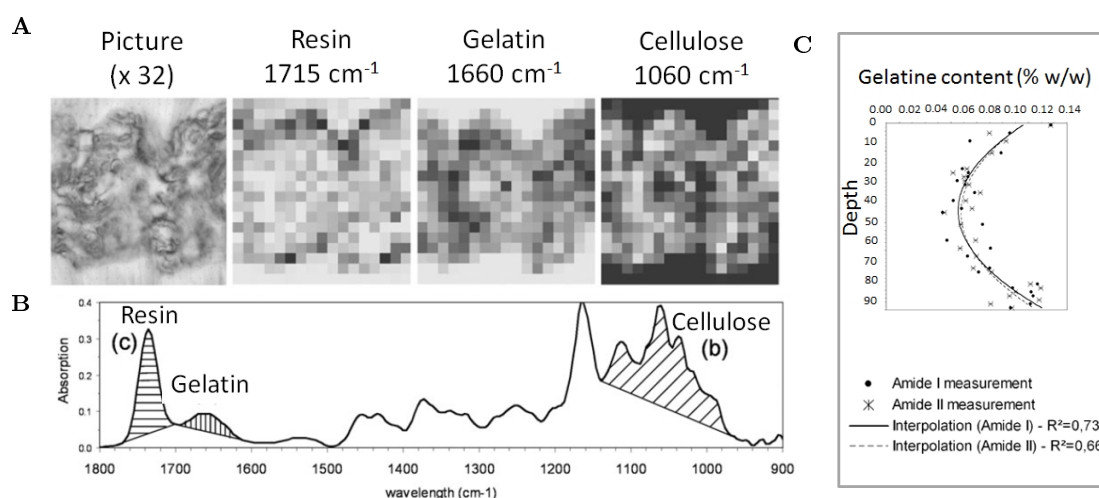 A
Picture
(x 32)
Resin
1715 cm-1
Gelatin
1660 cm-1
Cellulose
1060 cm-1
B
0.4
0.3
0.2
0.1
0.0
Absorption
Resin
(c)
Gelatin
Cellulose
(b)
1800 1700 1600 1500 1400 1300 1200 1100 1000 900
wavelength (cm-1)
C
Gelatine content (% w/w)
0.00 0.02 0.04 0.06 0.08 0.10 0.12 0.14
0
10
20
30
40
50
60
70
80
90
Depth
Amide I measurement
Amide II measurement
Interpolation (Amide I) - R²=0,73
Interpolation (Amide II) - R²=0,66